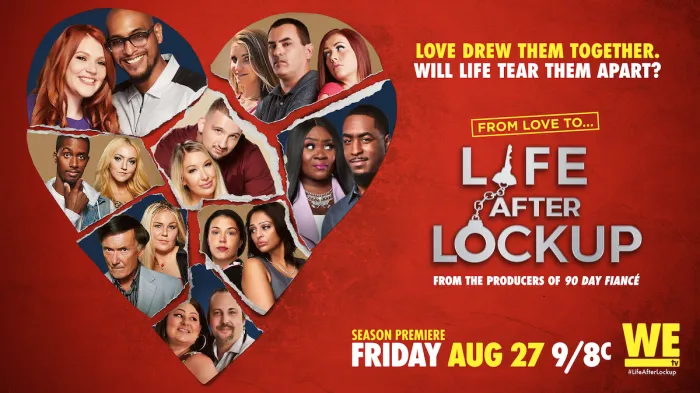 LOVE DREW THEM TOGETHER.
WILL LIFE TEAR THEM APART?
FROM LOVE TO...
LIFE
AFTER
LOCKUP
FROM THE PRODUCERS OF 90 DAY FIANCÉ
SEASON PREMIERE
FRIDAY AUG 27 9/8c
WE
tv
#LifeAfterLockup